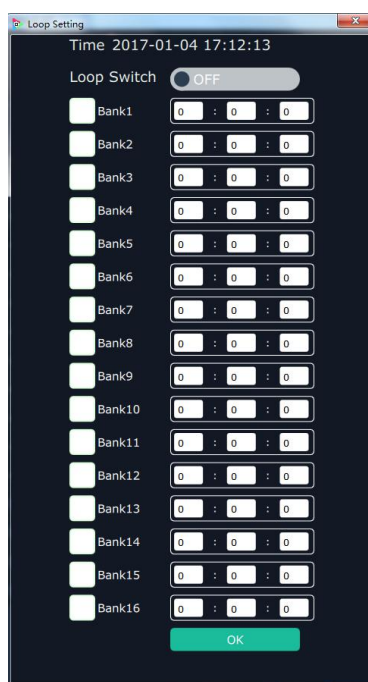 Loop Setting
Time 2017-01-04 17:12:13
Loop Switch OFF
Bank1 0 : 0 : 0
Bank2 0 : 0 : 0
Bank3 0 : 0 : 0
Bank4 0 : 0 : 0
Bank5 0 : 0 : 0
Bank6 0 : 0 : 0
Bank7 0 : 0 : 0
Bank8 0 : 0 : 0
Bank9 0 : 0 : 0
Bank10 0 : 0 : 0
Bank11 0 : 0 : 0
Bank12 0 : 0 : 0
Bank13 0 : 0 : 0
Bank14 0 : 0 : 0
Bank15 0 : 0 : 0
Bank16 0 : 0 : 0
OK